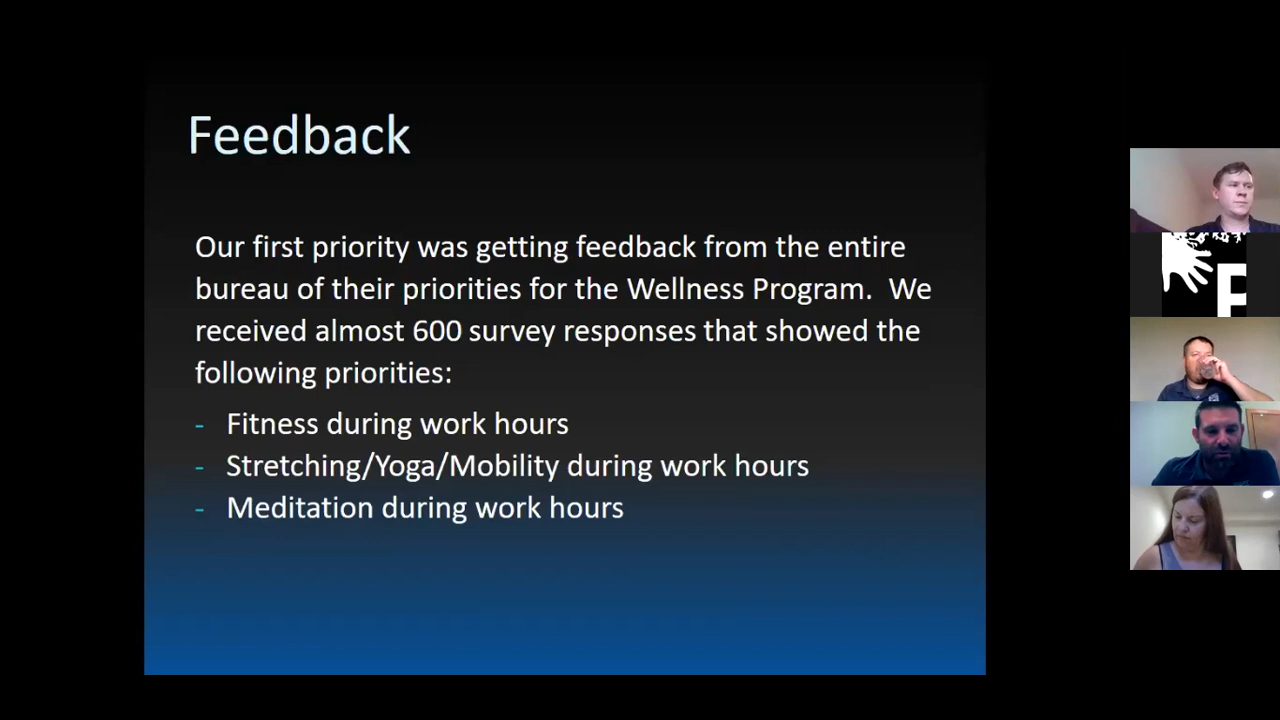 Feedback
Our first priority was getting feedback from the entire
bureau of their priorities for the Wellness Program.  We
received almost 600 survey responses that showed the
following priorities:
- Fitness during work hours
- Stretching/Yoga/Mobility during work hours
- Meditation during work hours